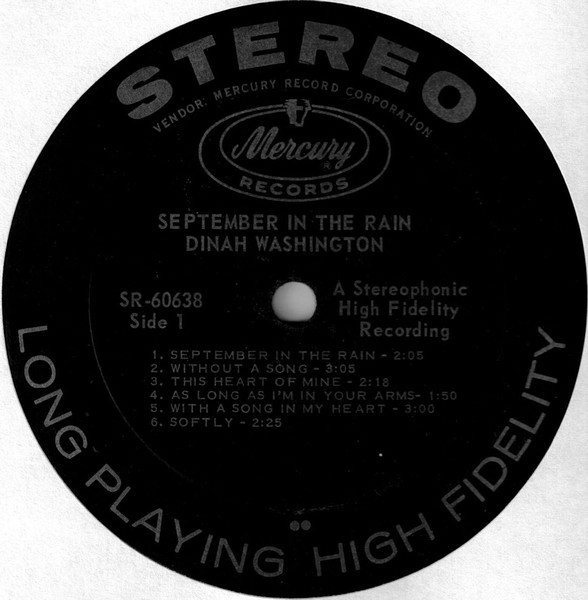 STEREO
VENDOR: MERCURY RECORD CORPORATION
Mercury
RECORDS
SEPTEMBER IN THE RAIN
DINAH WASHINGTON
SR-60638
Side 1
A Stereophonic
High Fidelity
Recording
1. SEPTEMBER IN THE RAIN - 2:05
2. WITHOUT A SONG - 3:05
3. THIS HEART OF MINE - 2:18
4. AS LONG AS I'M IN YOUR ARMS- 1:50
5. WITH A SONG IN MY HEART - 3:00
6. SOFTLY - 2:25
LONG PLAYING HIGH FIDELITY